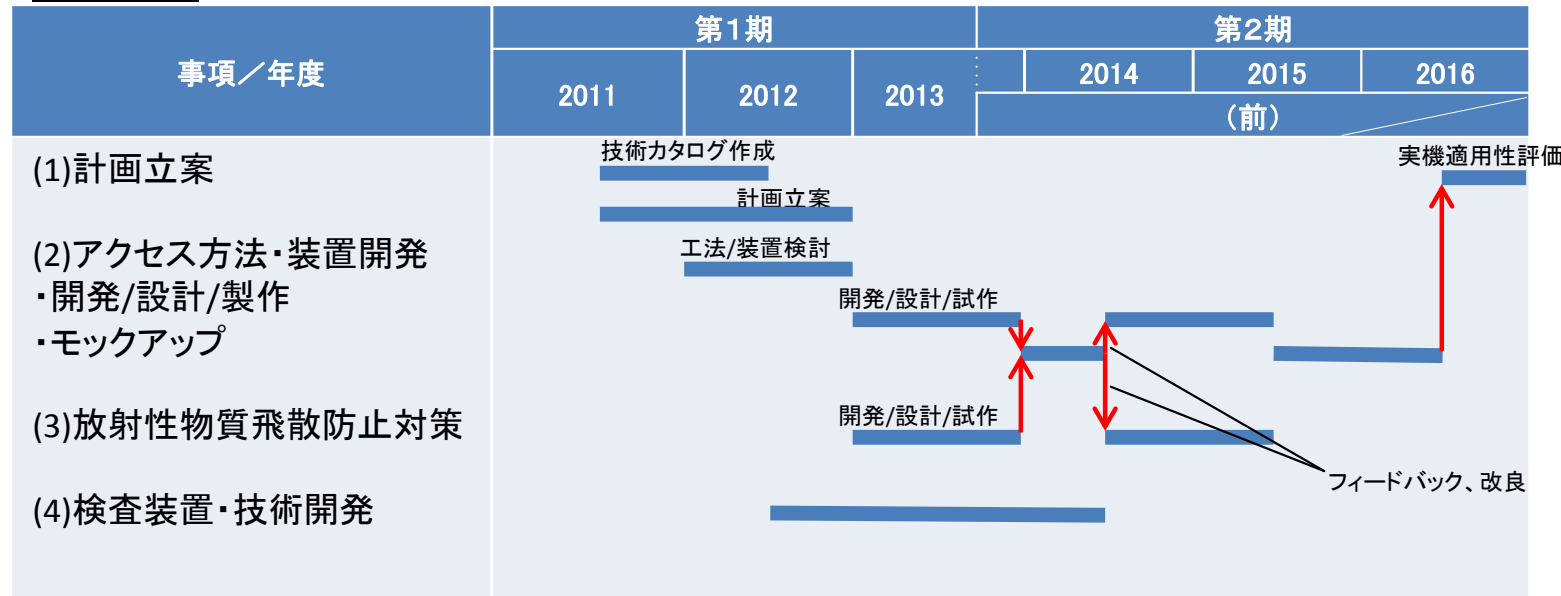 事項／年度
第1期
第2期
2011
2012
2013
2014
2015
2016
（前）
(1)計画立案
技術カタログ作成
実機適用性評価
計画立案
(2)アクセス方法・装置開発
工法/装置検討
・開発/設計/製作
開発/設計/試作
・モックアップ
(3)放射性物質飛散防止対策
開発/設計/試作
フィードバック、改良
(4)検査装置・技術開発